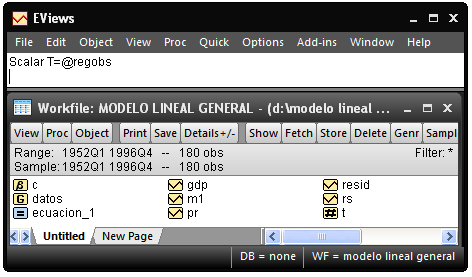 EViews
File Edit Object View Proc Quick Options Add-ins Window Help
Scalar T=@regobs
Workfile: MODELO LINEAL GENERAL - (d:\modelo lineal ...
View Proc Object Print Save Details+/- Show Fetch Store Delete Genr Sampl
Range: 1952Q1 1996Q4 -- 180 obs Filter: *
Sample: 1952Q1 1996Q4 -- 180 obs
β c gdp resid
G datos m1 rs
= ecuacion_1 pr # t
Untitled New Page
DB = none WF = modelo lineal general